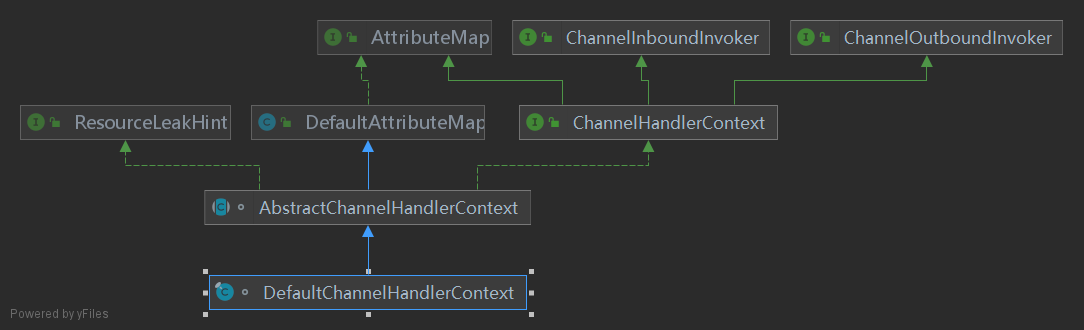 I AttributeMap
I ChannelInboundInvoker
I ChannelOutboundInvoker
I ResourceLeakHint
C DefaultAttributeMap
I ChannelHandlerContext
C AbstractChannelHandlerContext
C DefaultChannelHandlerContext
Powered by yFiles